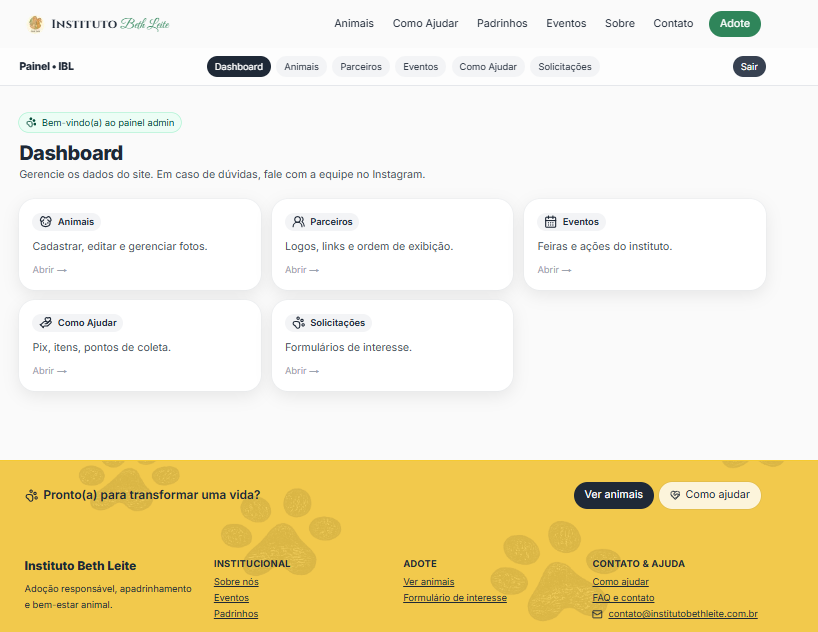 Instituto Beth Leite
Animais Como Ajudar Padrinhos Eventos Sobre Contato Adote
Painel • IBL Dashboard Animais Parceiros Eventos Como Ajudar Solicitações Sair
Bem-vindo(a) ao painel admin
Dashboard
Gerencie os dados do site. Em caso de dúvidas, fale com a equipe no Instagram.
Animais
Cadastrar, editar e gerenciar fotos.
Abrir →
Parceiros
Logos, links e ordem de exibição.
Abrir →
Eventos
Feiras e ações do instituto.
Abrir →
Como Ajudar
Pix, itens, pontos de coleta.
Abrir →
Solicitações
Formulários de interesse.
Abrir →
Pronto(a) para transformar uma vida?
Ver animais Como ajudar
Instituto Beth Leite
Adoção responsável, apadrinhamento
e bem-estar animal.
INSTITUCIONAL
Sobre nós
Eventos
Padrinhos
ADOTE
Ver animais
Formulário de interesse
CONTATO & AJUDA
Como ajudar
FAQ e contato
contato@institutobethleite.com.br